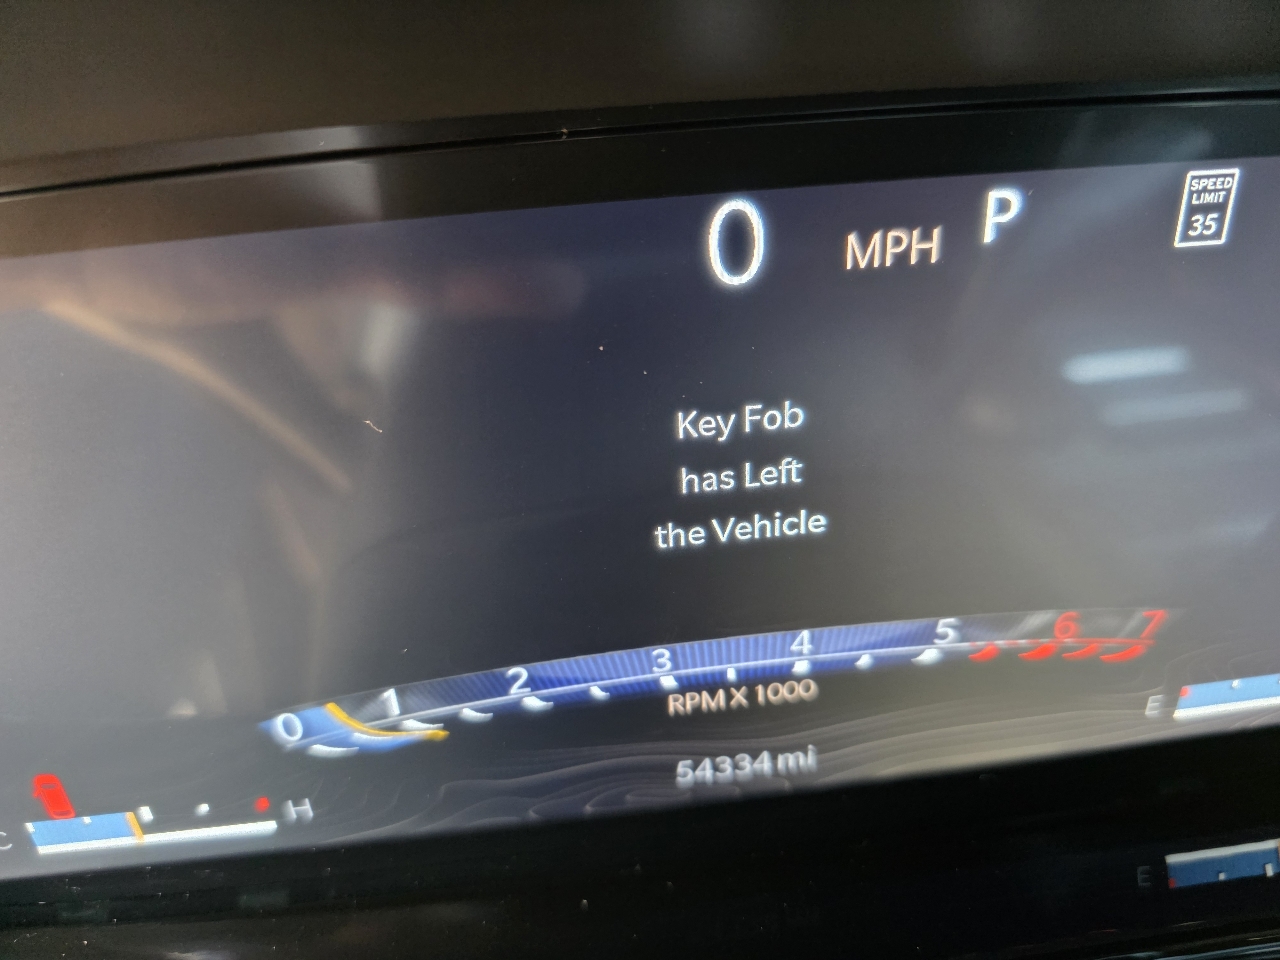 0 MPH P
SPEED
LIMIT
35
Key Fob
has Left
the Vehicle
0 1 2 3 4 5 6 7
RPM X 1000
54334 mi
C H
E
E